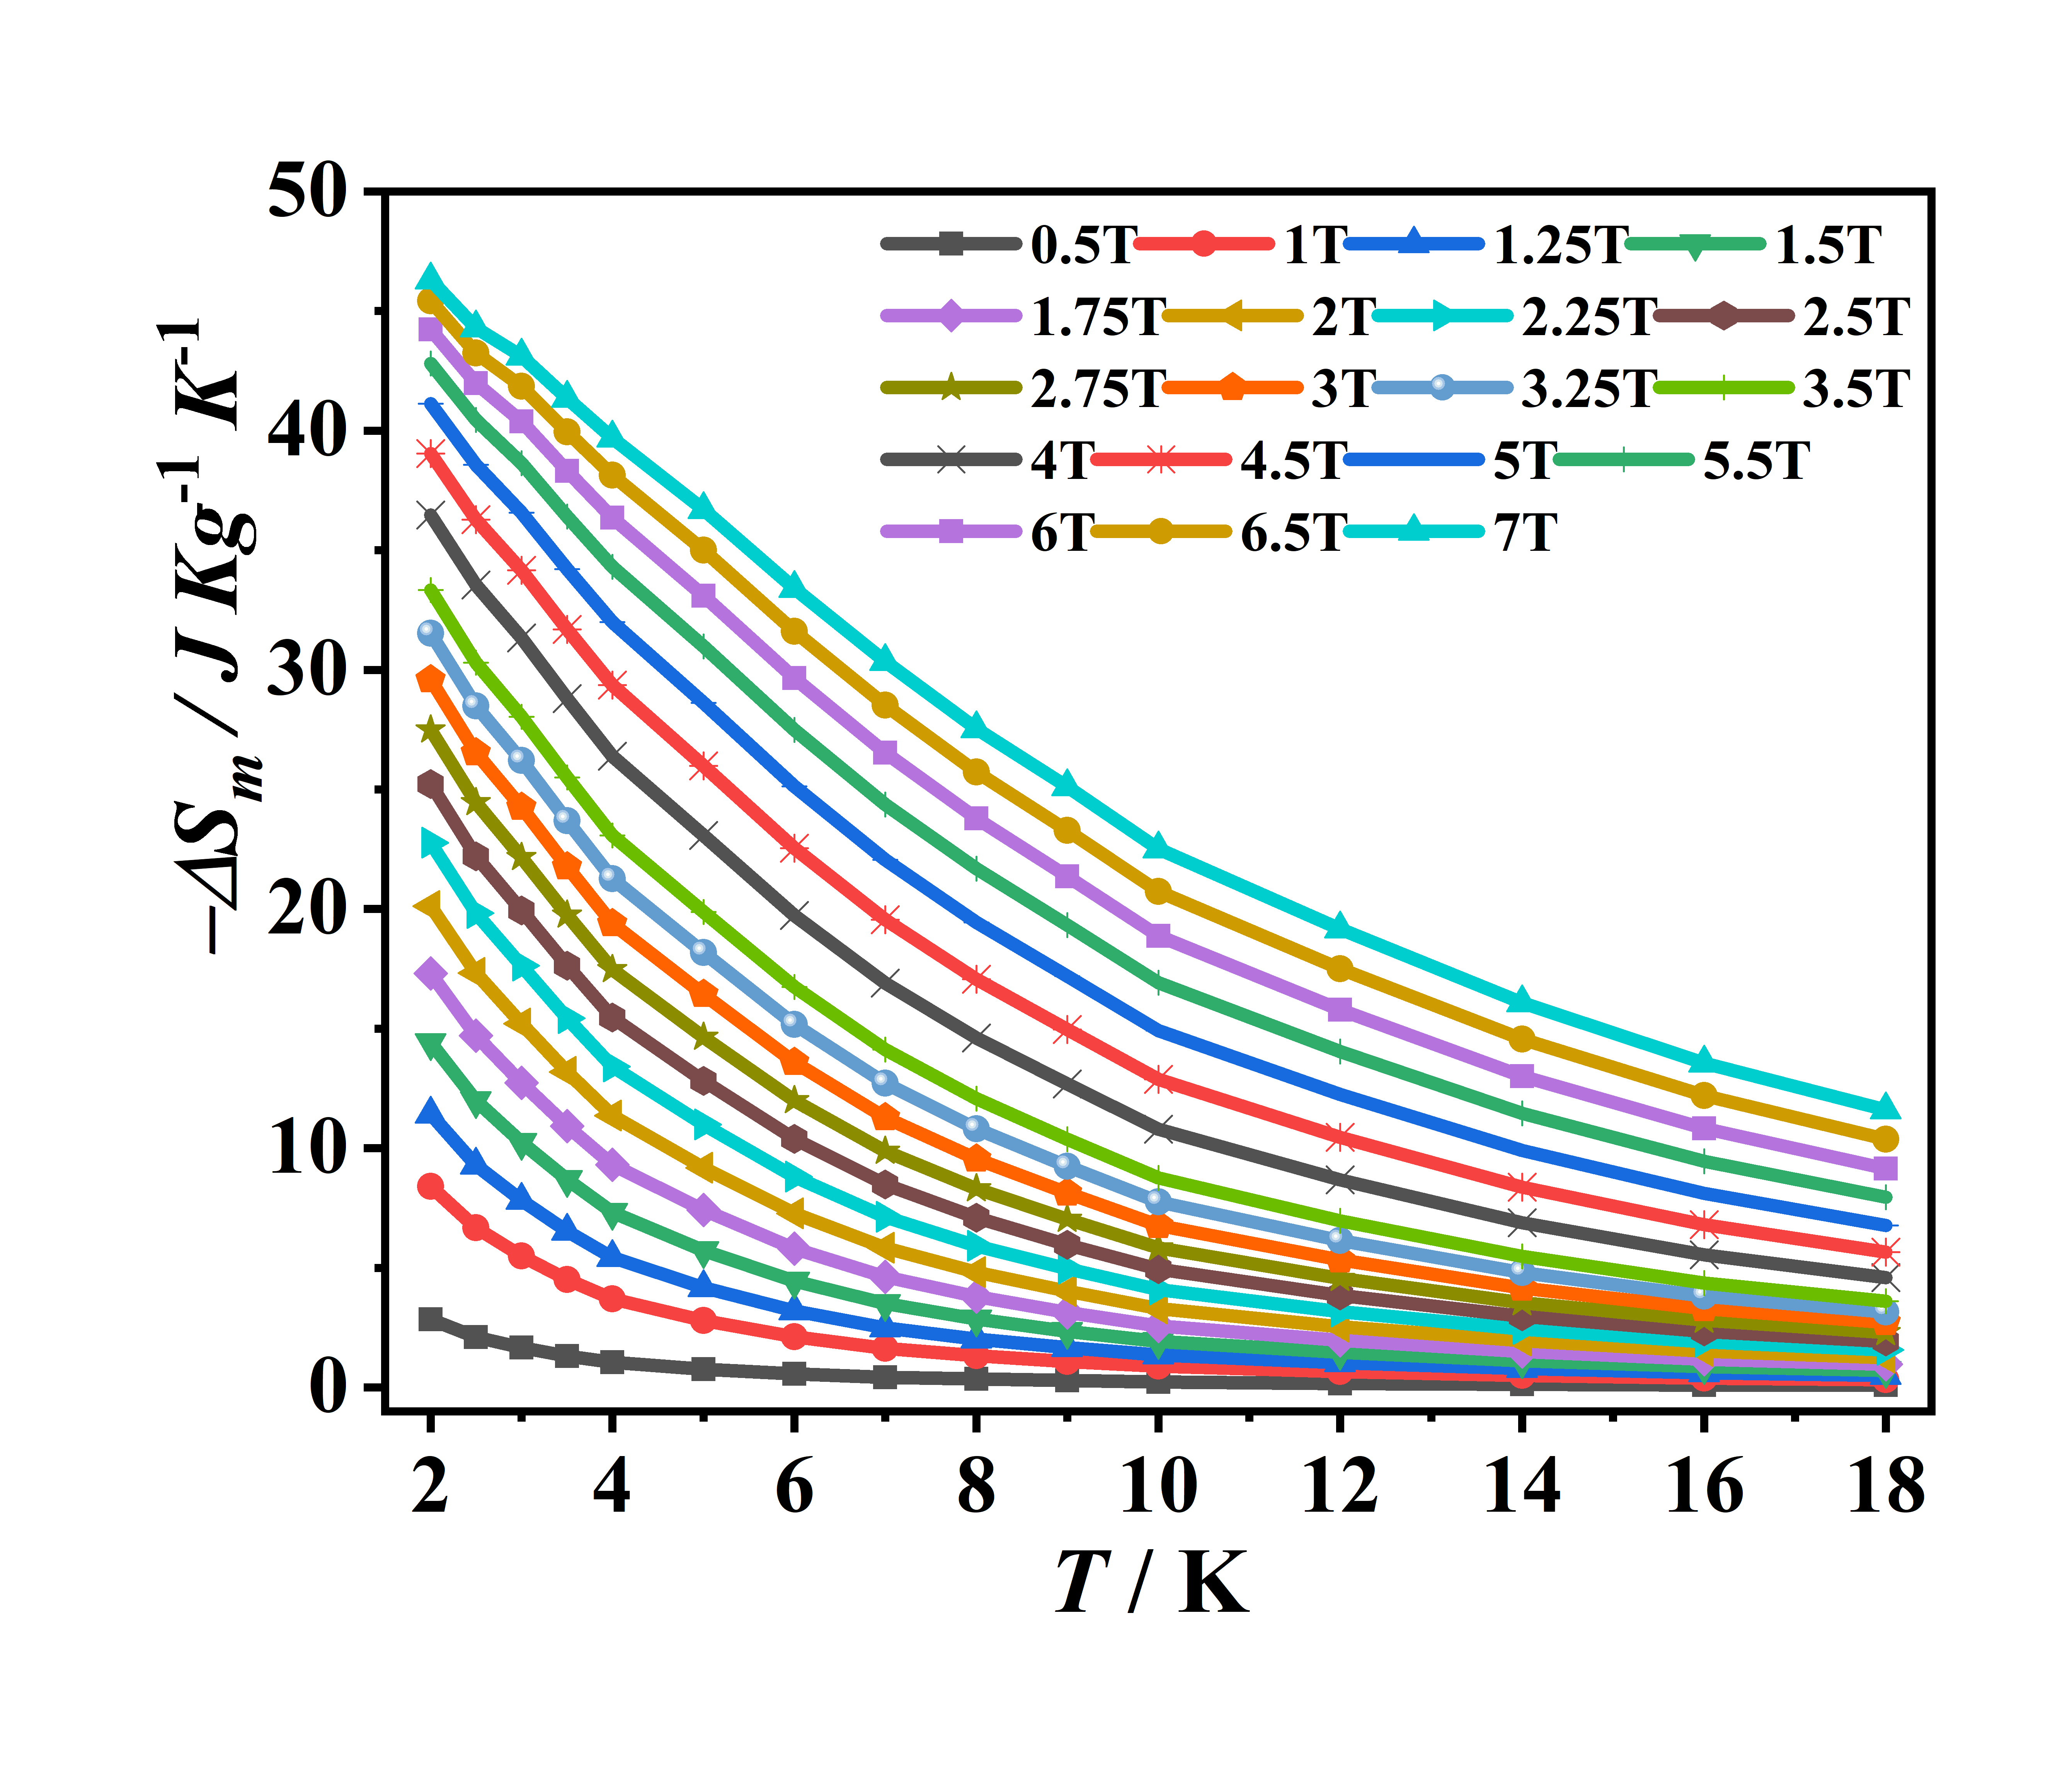 50
40
30
20
10
0
−ΔSm / J Kg-1 K-1
0.5T 1T 1.25T 1.5T
1.75T 2T 2.25T 2.5T
2.75T 3T 3.25T 3.5T
4T 4.5T 5T 5.5T
6T 6.5T 7T
2 4 6 8 10 12 14 16 18
T / K